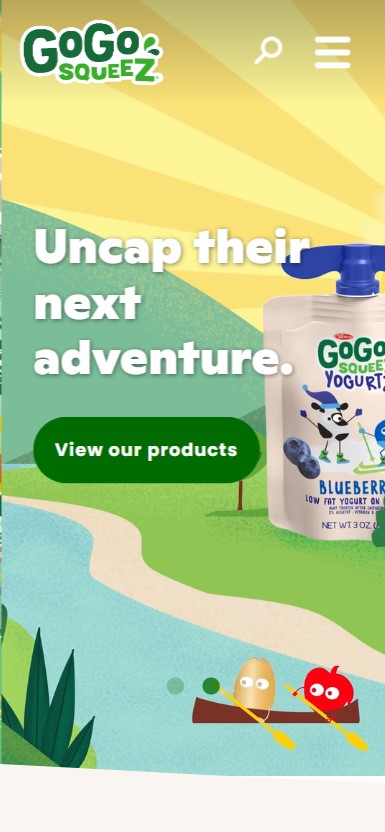 GoGo
SQUEEZ
Uncap their
next
adventure.
View our products
GoGo
SQUEE
YOGURTZ
BLUEBERR
LOW FAT YOGURT ON
NET WT. 3 OZ. (